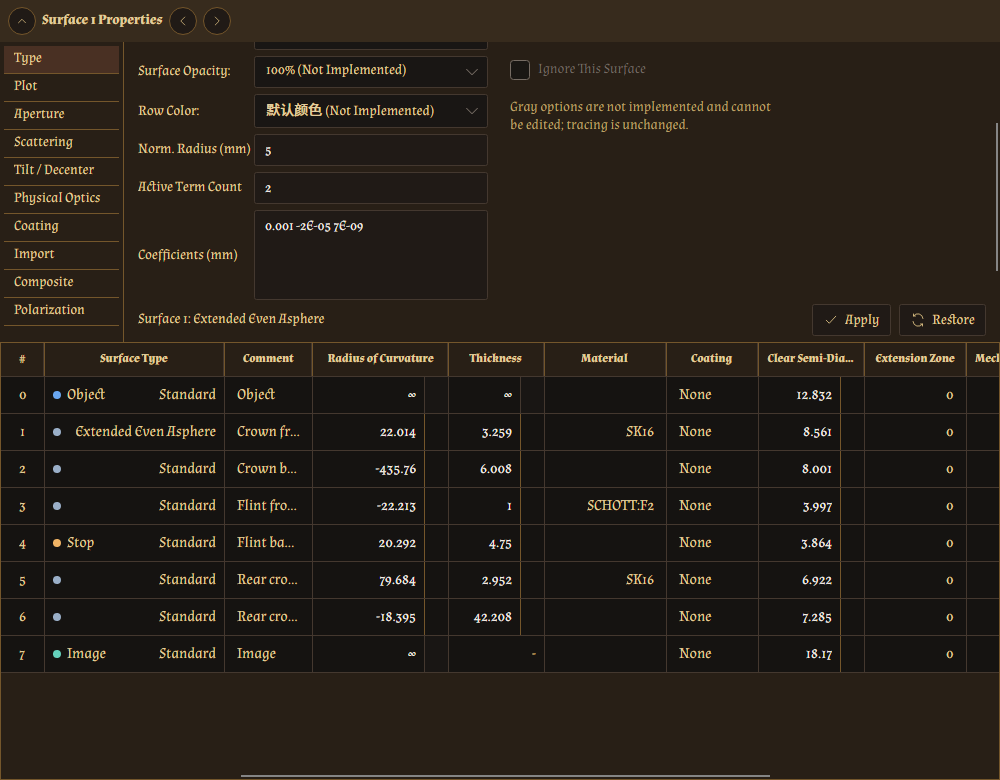 Surface 1 Properties
Type
Plot
Aperture
Scattering
Tilt / Decenter
Physical Optics
Coating
Import
Composite
Polarization
Surface Opacity: 100% (Not Implemented)
Row Color: 默认颜色 (Not Implemented)
Norm. Radius (mm) 5
Active Term Count 2
Coefficients (mm) 0.001 -2E-05 7E-09
Surface 1: Extended Even Asphere
Ignore This Surface
Gray options are not implemented and cannot
be edited; tracing is unchanged.
Apply Restore
# Surface Type Comment Radius of Curvature Thickness Material Coating Clear Semi-Dia... Extension Zone Mecl
0 Object Standard Object ∞ ∞ None 12.832 0
1 Extended Even Asphere Crown fr... 22.014 3.259 SK16 None 8.561 0
2 Standard Crown b... -435.76 6.008 None 8.001 0
3 Standard Flint fro... -22.213 1 SCHOTT:F2 None 3.997 0
4 Stop Standard Flint ba... 20.292 4.75 None 3.864 0
5 Standard Rear cro... 79.684 2.952 SK16 None 6.922 0
6 Standard Rear cro... -18.395 42.208 None 7.285 0
7 Image Standard Image ∞ - None 18.17 0